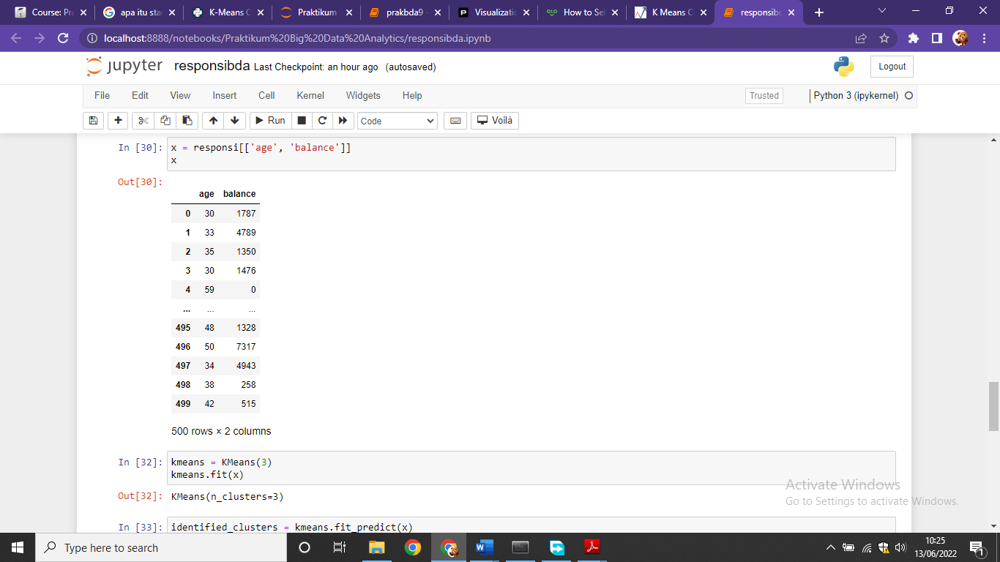 Course: Pr
apa itu sta
K-Means C
Praktikum
prakbda9 -
Visualizati
How to Sel
K Means C
responsibd
localhost:8888/notebooks/Praktikum%20Big%20Data%20Analytics/responsibda.ipynb
jupyter responsibda Last Checkpoint: an hour ago (autosaved)
Logout
File Edit View Insert Cell Kernel Widgets Help
Trusted
Python 3 (ipykernel)
Run Code Voilà
In [30]: x = responsi[['age', 'balance']]
x
Out[30]:
age balance
0 30 1787
1 33 4789
2 35 1350
3 30 1476
4 59 0
... ... ...
495 48 1328
496 50 7317
497 34 4943
498 38 258
499 42 515
500 rows × 2 columns
In [32]: kmeans = KMeans(3)
kmeans.fit(x)
Out[32]: KMeans(n_clusters=3)
In [33]: identified_clusters = kmeans.fit_predict(x)
Activate Windows
Go to Settings to activate Windows.
Type here to search
10:25
13/06/2022
1